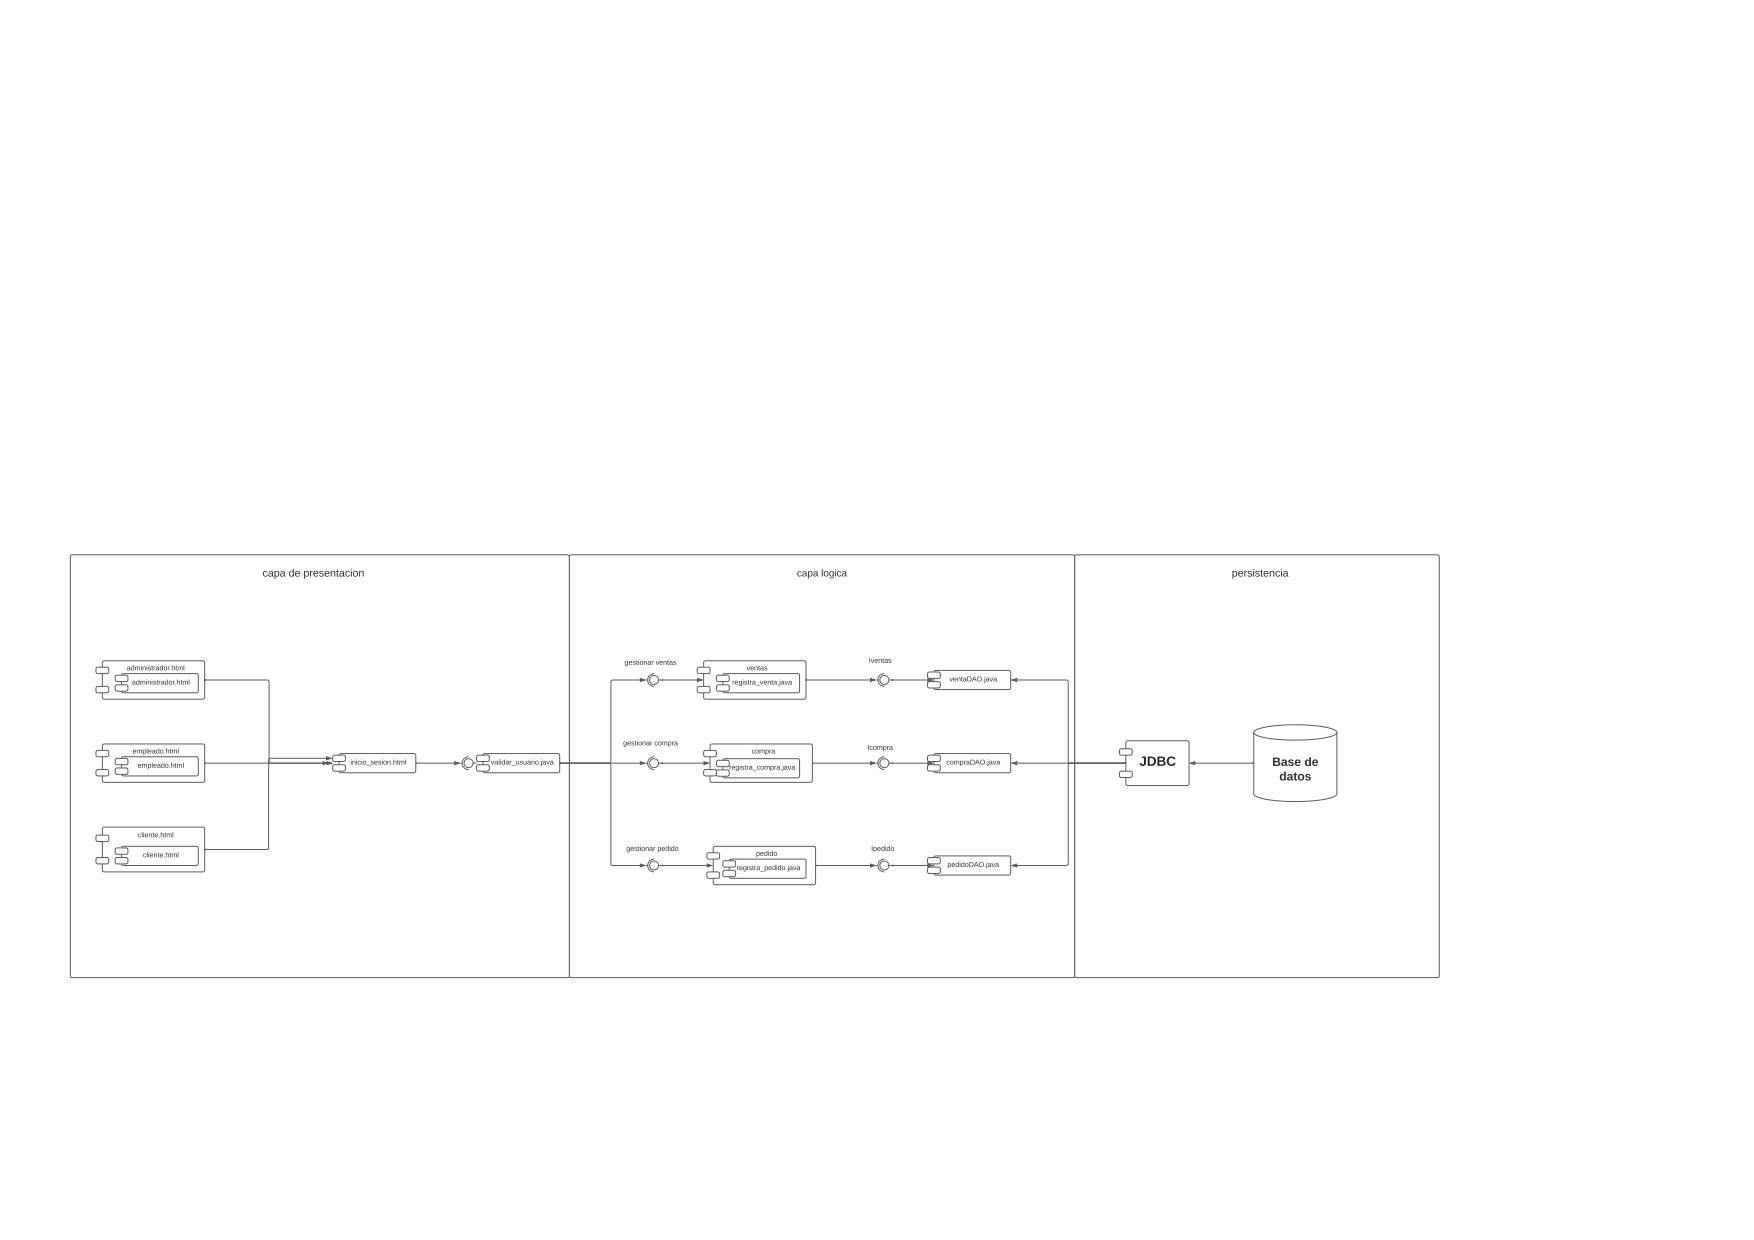 capa de presentacion
capa logica
persistencia
administrador.html
administrador.html
empleado.html
empleado.html
cliente.html
cliente.html
inicio_sesion.html
validar_usuario.java
gestionar ventas
ventas
registra_venta.java
Iventas
ventaDAO.java
gestionar compra
compra
registra_compra.java
Icompra
compraDAO.java
gestionar pedido
pedido
registra_pedido.java
Ipedido
pedidoDAO.java
JDBC
Base de
datos